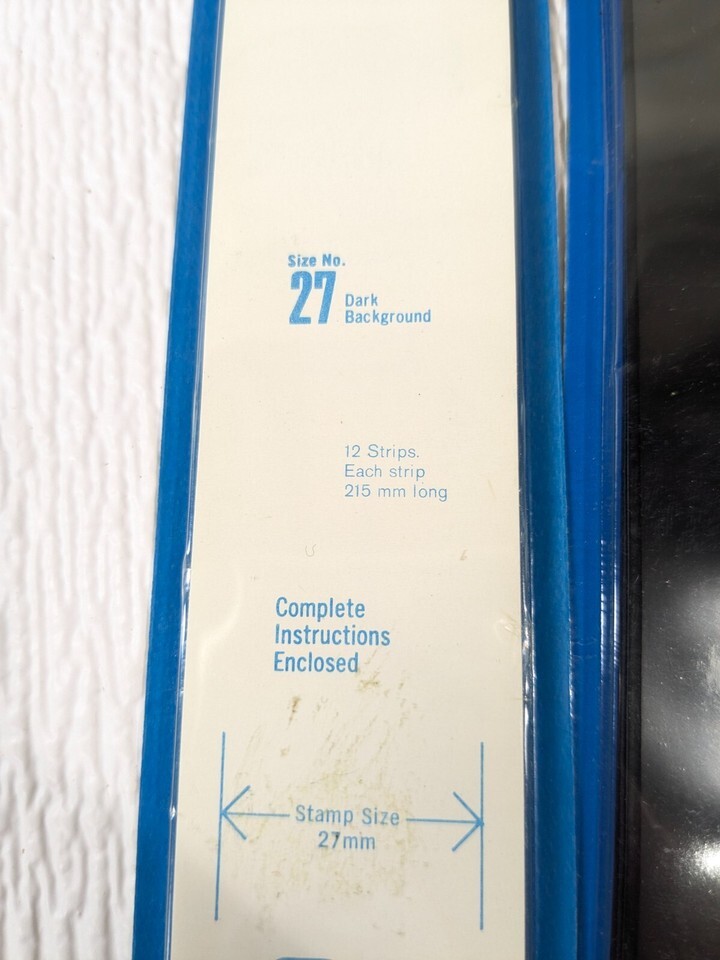 Size No.
27 Dark
Background
12 Strips.
Each strip
215 mm long
Complete
Instructions
Enclosed
Stamp Size
27mm